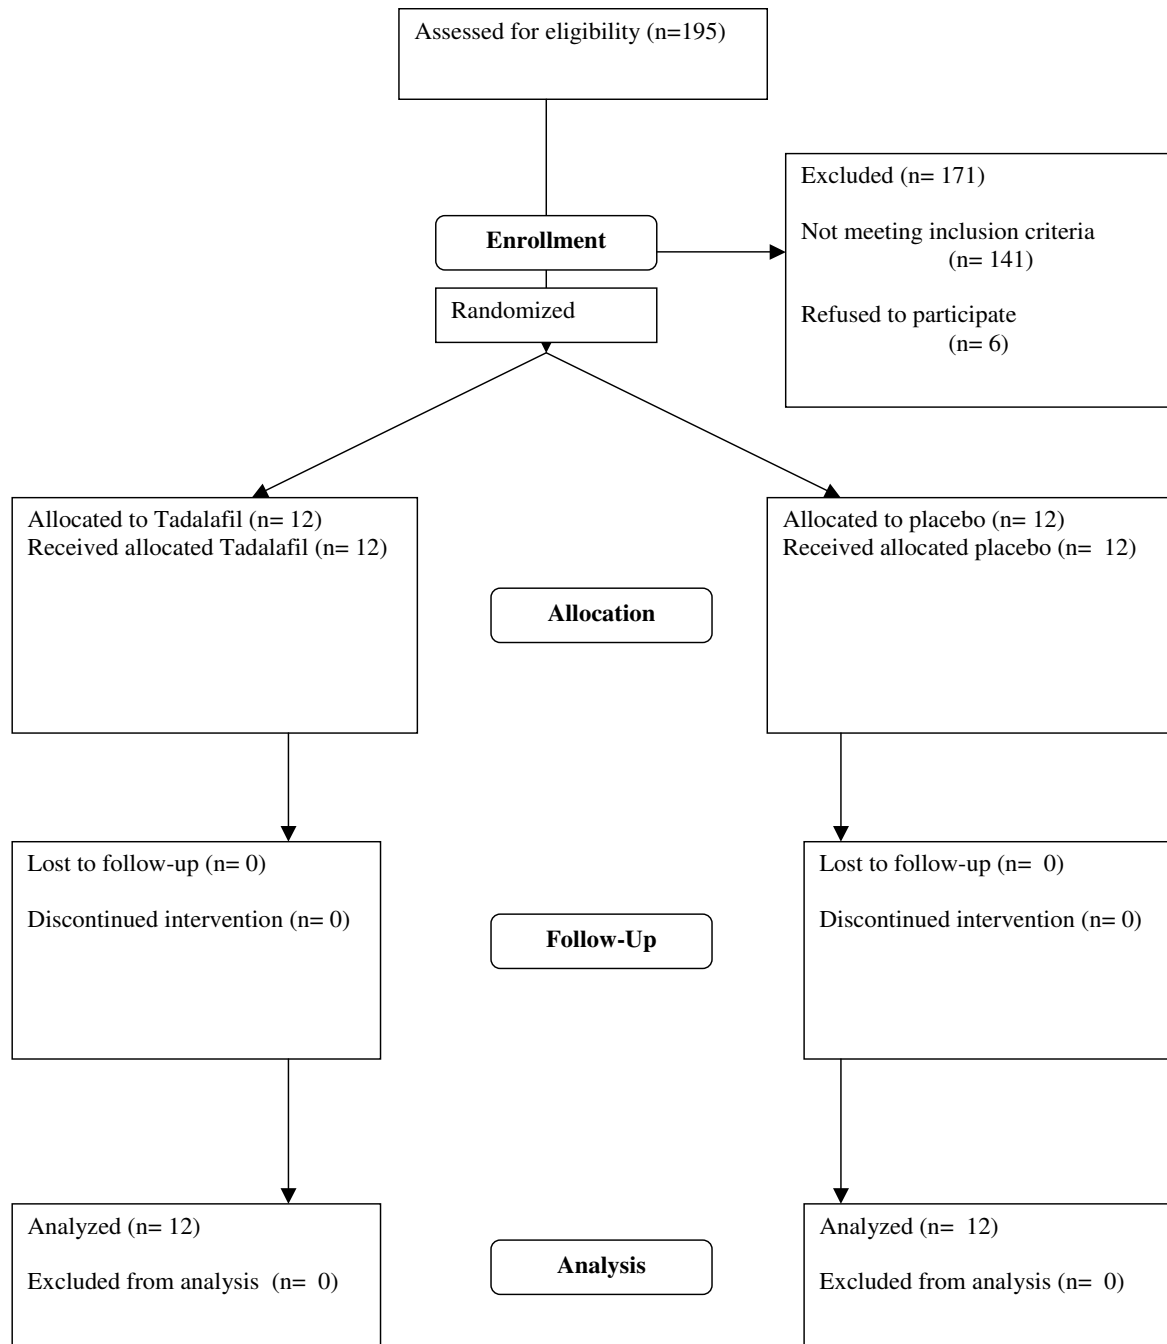 Assessed for eligibility (n=195)
Excluded (n= 171)
Not meeting inclusion criteria
(n= 141)
Refused to participate
(n= 6)
Enrollment
Randomized
Allocated to Tadalafil (n= 12)
Received allocated Tadalafil (n= 12)
Allocated to placebo (n= 12)
Received allocated placebo (n=  12)
Allocation
Lost to follow-up (n= 0)
Discontinued intervention (n= 0)
Lost to follow-up (n=  0)
Discontinued intervention (n= 0)
Follow-Up
Analyzed (n= 12)
Excluded from analysis  (n=  0)
Analyzed (n=  12)
Excluded from analysis (n=  0)
Analysis